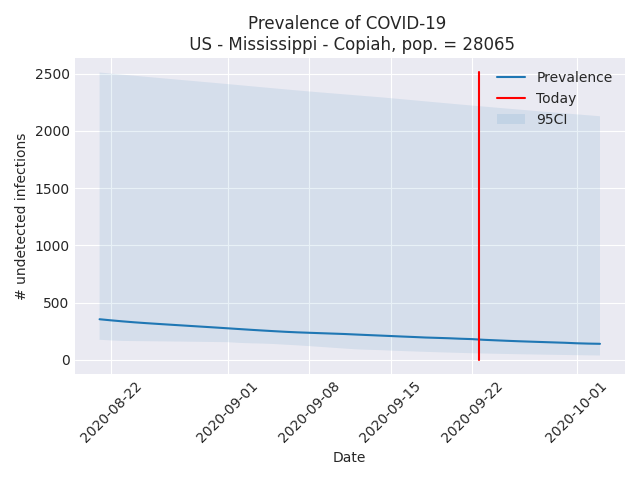 Prevalence of COVID-19
US - Mississippi - Copiah, pop. = 28065
Prevalence
Today
95CI
# undetected infections
2500
2000
1500
1000
500
0
2020-08-22
2020-09-01
2020-09-08
2020-09-15
2020-09-22
2020-10-01
Date